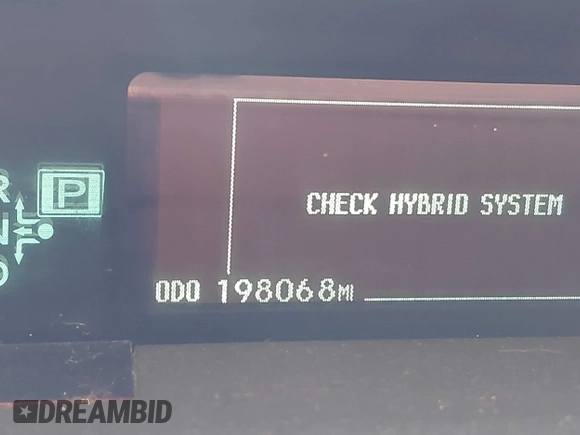 CHECK HYBRID SYSTEM
R
P
N
D
ODO 198068MI
DREAMBID